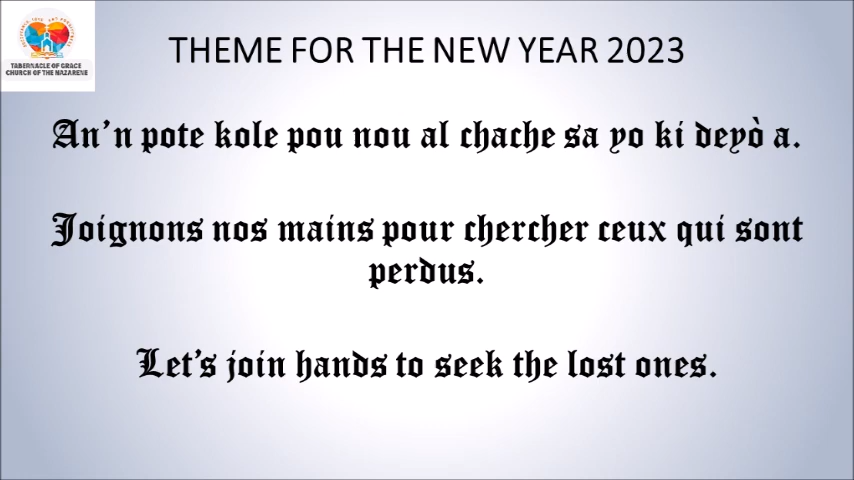 TABERNACLE OF GRACE
CHURCH OF THE NAZARENE
THEME FOR THE NEW YEAR 2023
An'n pote kole pou nou al chache sa yo ki deyò a.
Joignons nos mains pour chercher ceux qui sont
perdus.
Let's join hands to seek the lost ones.